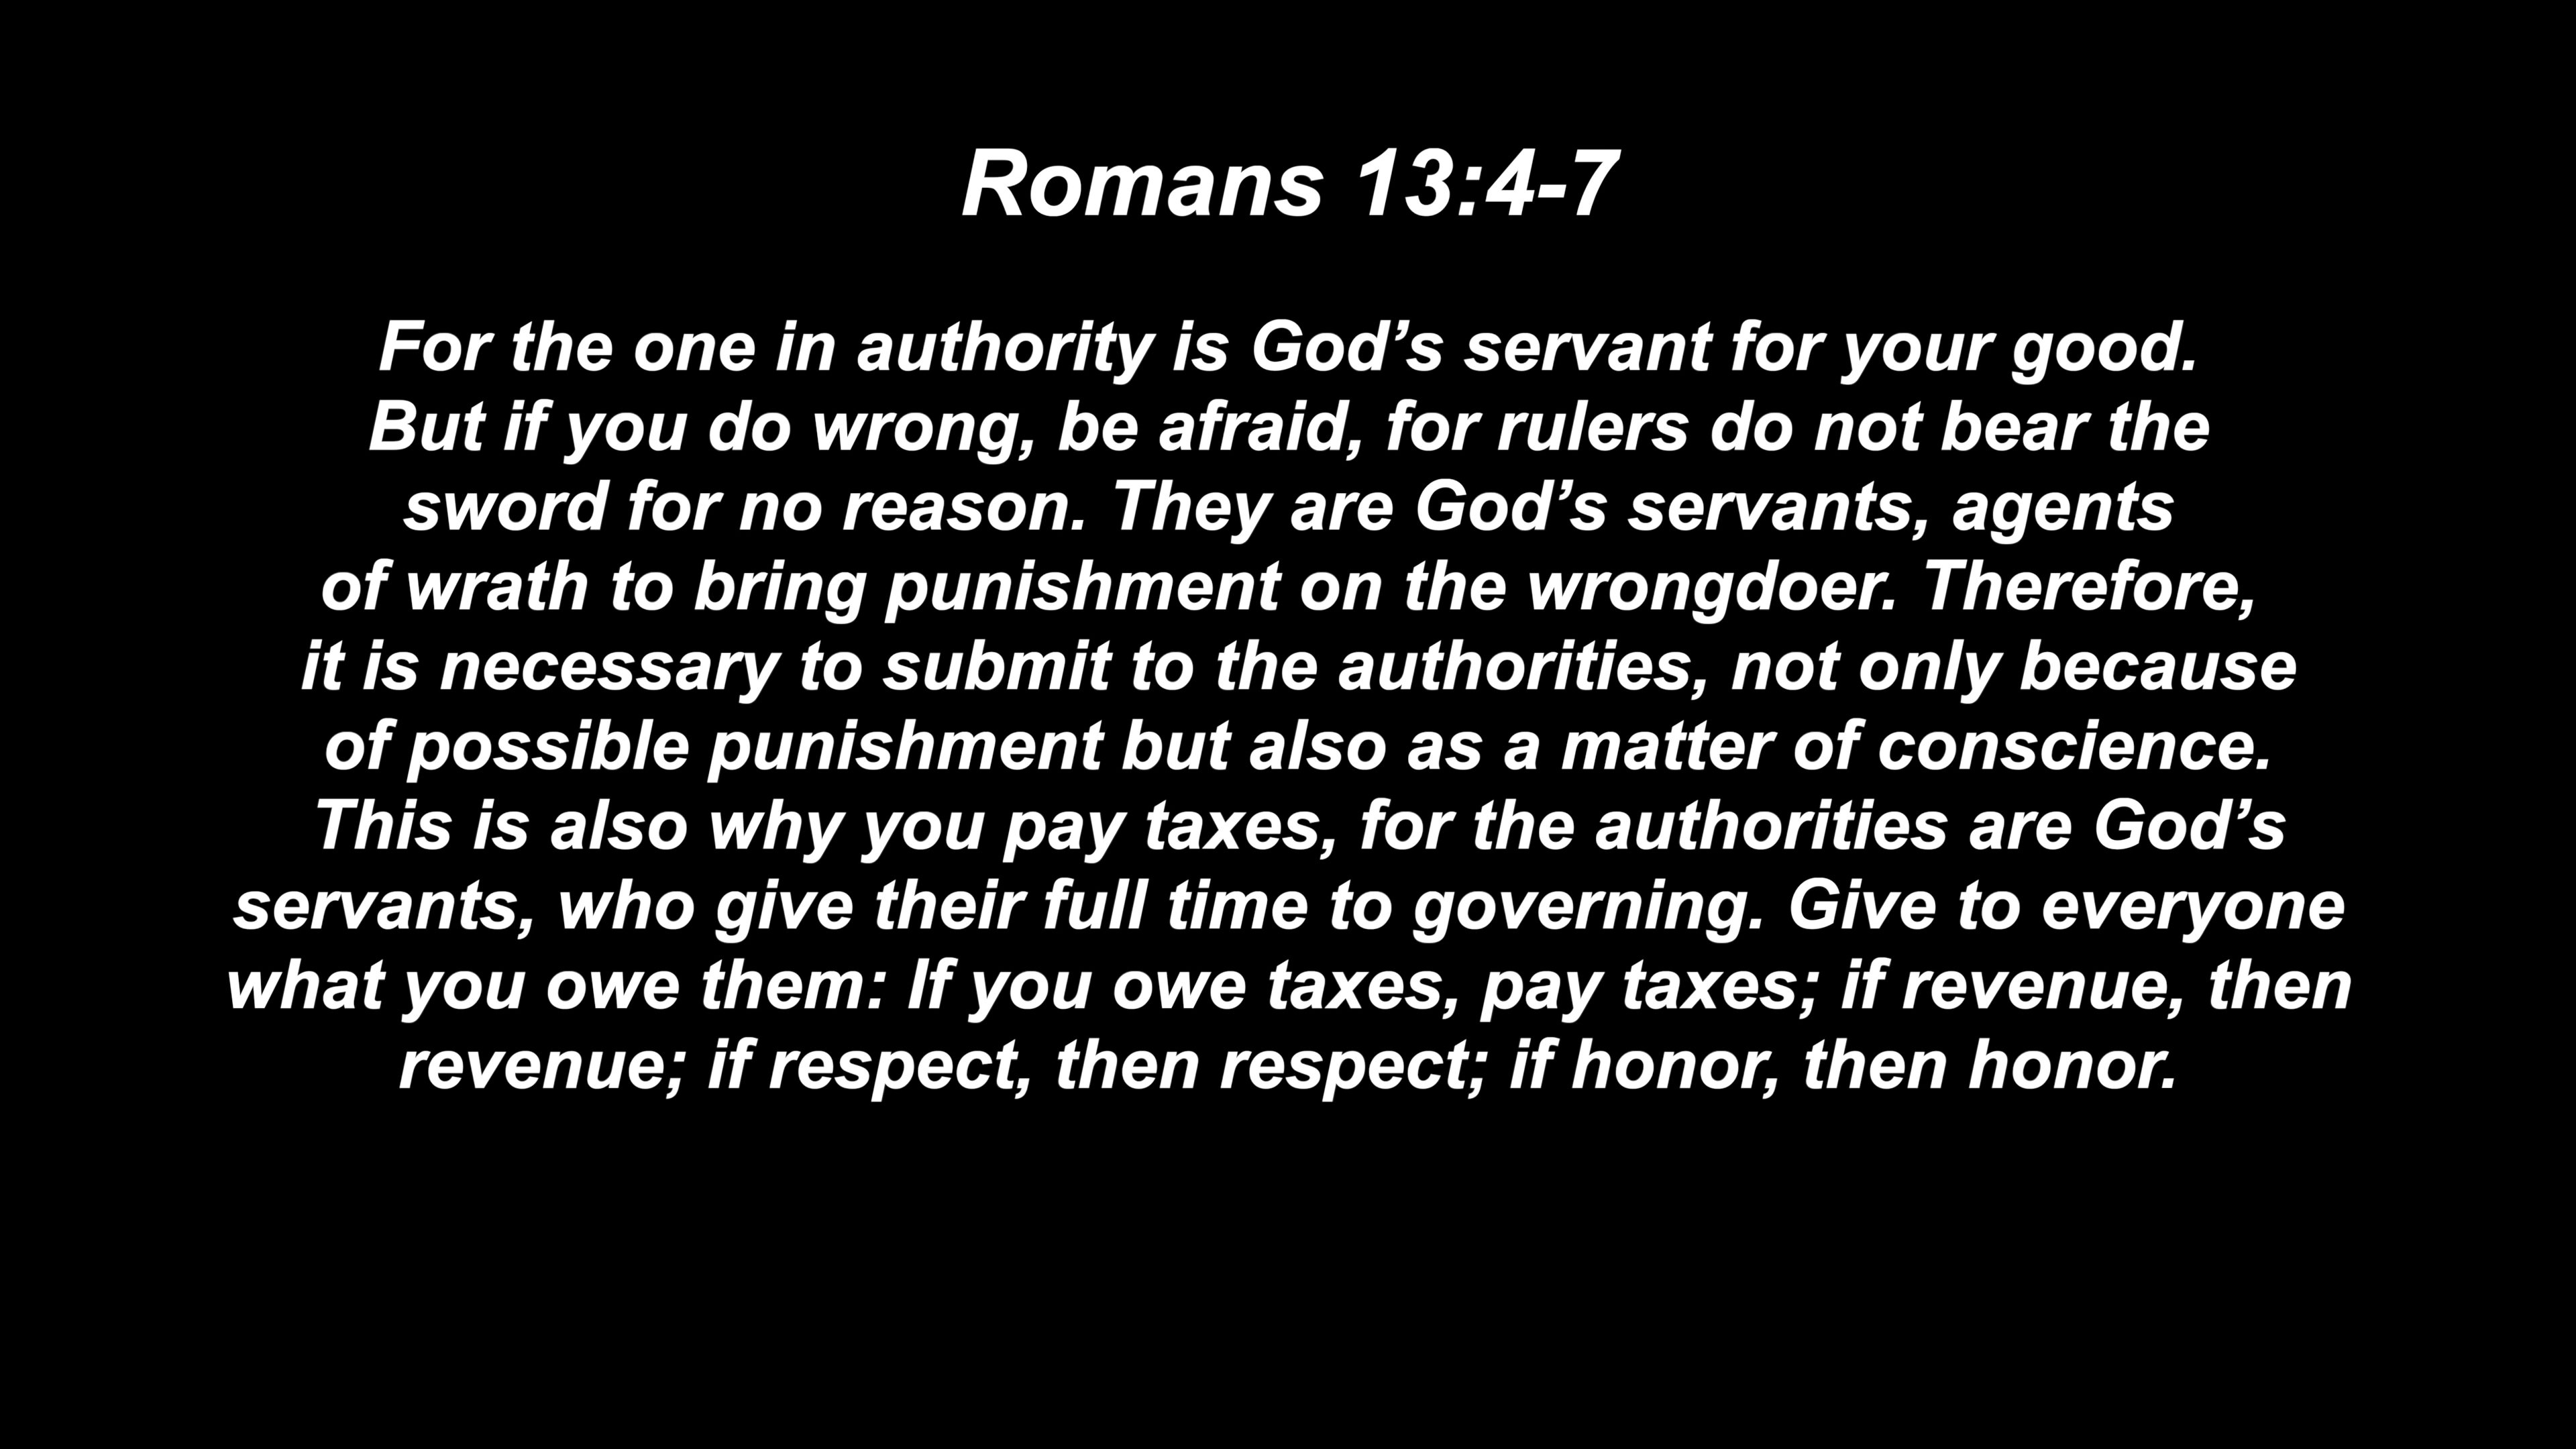 Romans 13:4-7
For the one in authority is God’s servant for your good.
But if you do wrong, be afraid, for rulers do not bear the
sword for no reason. They are God’s servants, agents
of wrath to bring punishment on the wrongdoer. Therefore,
it is necessary to submit to the authorities, not only because
of possible punishment but also as a matter of conscience.
This is also why you pay taxes, for the authorities are God’s
servants, who give their full time to governing. Give to everyone
what you owe them: If you owe taxes, pay taxes; if revenue, then
revenue; if respect, then respect; if honor, then honor.